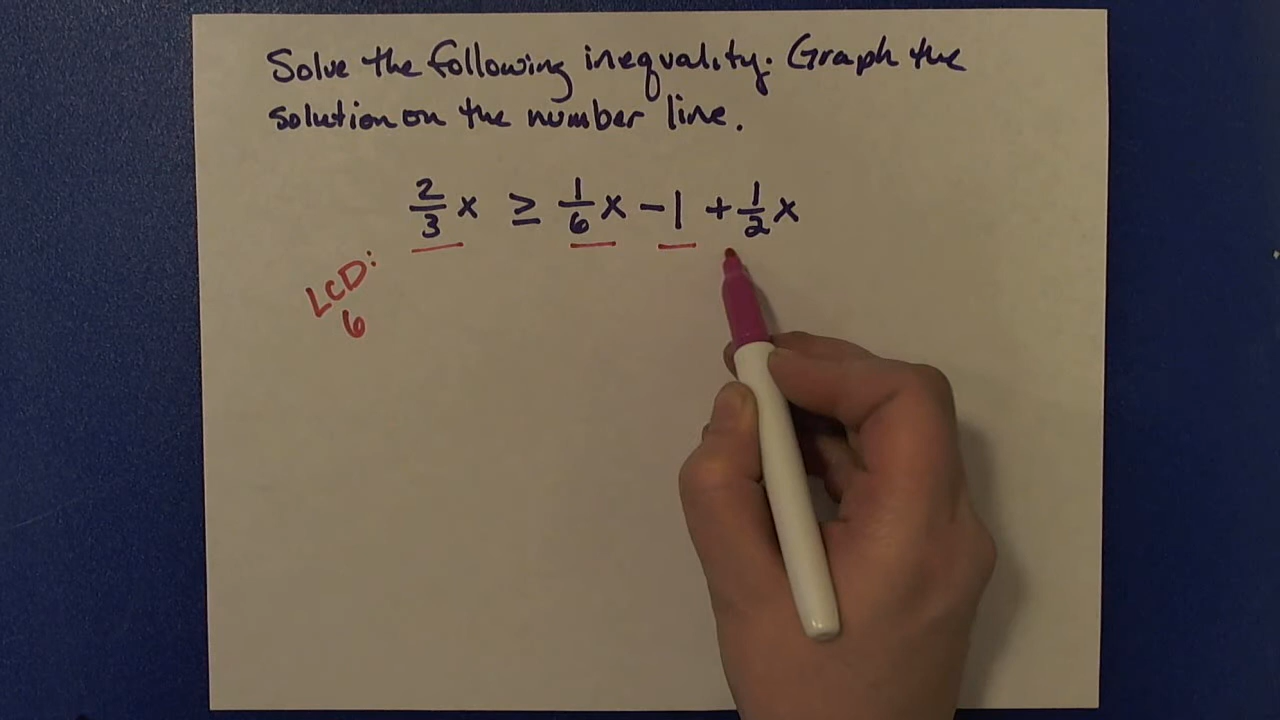 Solve the following inequality. Graph the
solution on the number line.
2/3 x ≥ 1/6 x - 1 + 1/2 x
LCD:
6